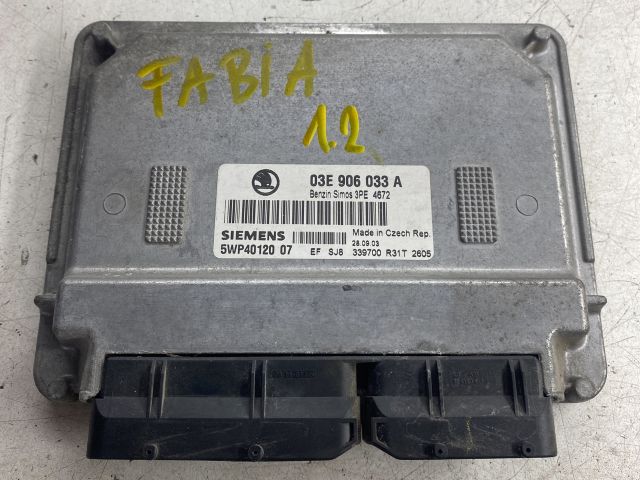 FABIA
1.2
03E 906 033 A
Benzin Simos 3PE 4672
SIEMENS Made in Czech Rep.
28.09.03
5WP40120 07 EF SJ6 339700 R31T 2605